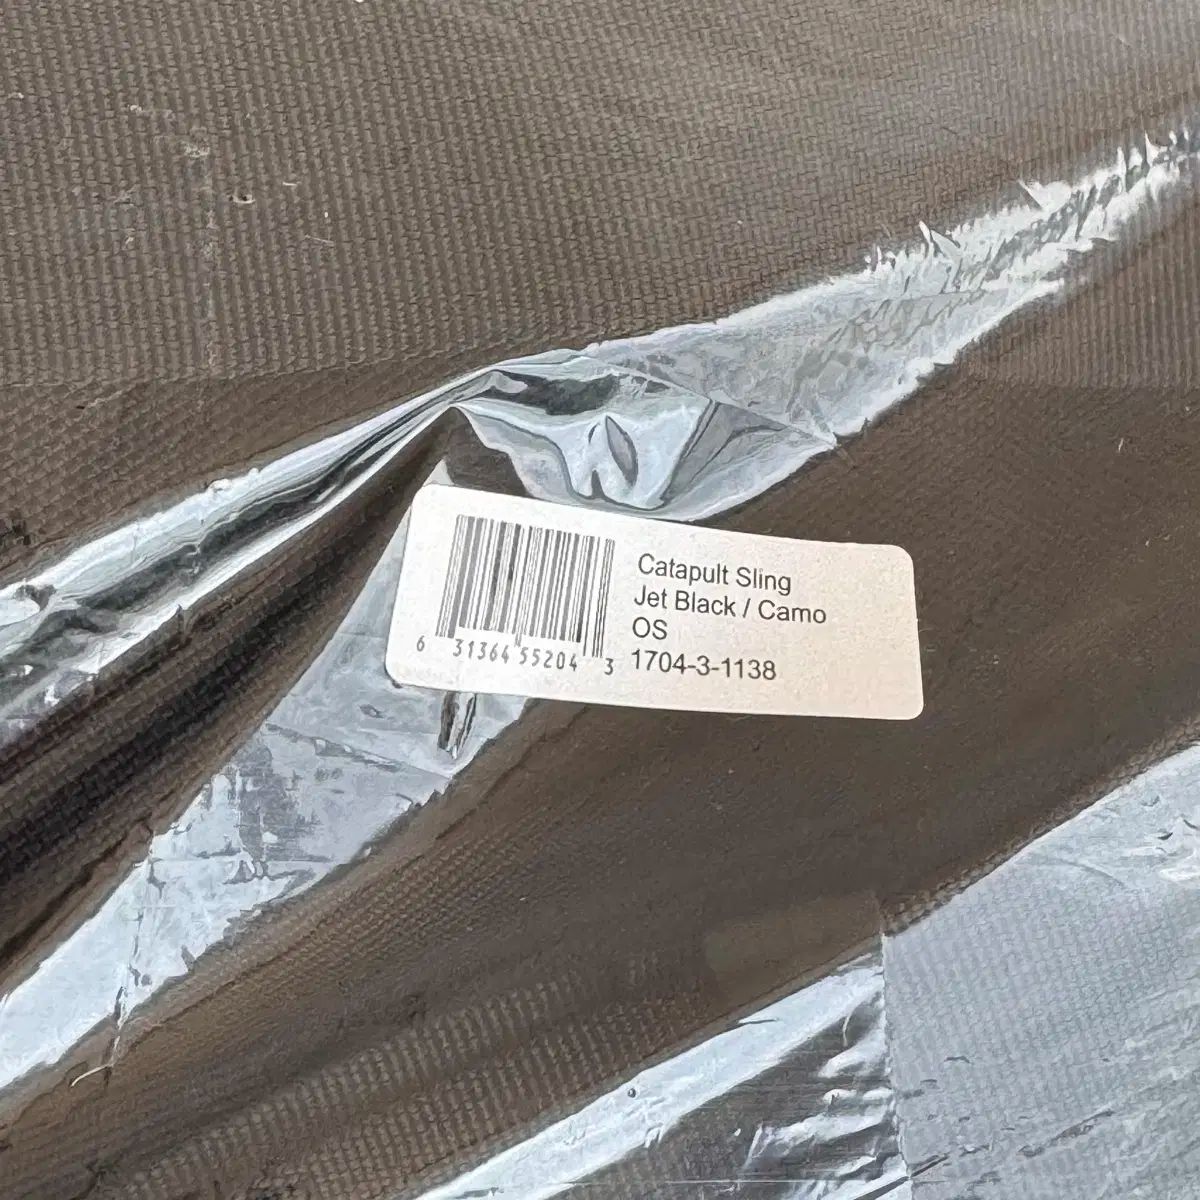 Catapult Sling
Jet Black / Camo
OS
1704-3-1138
6 31364 55204 3